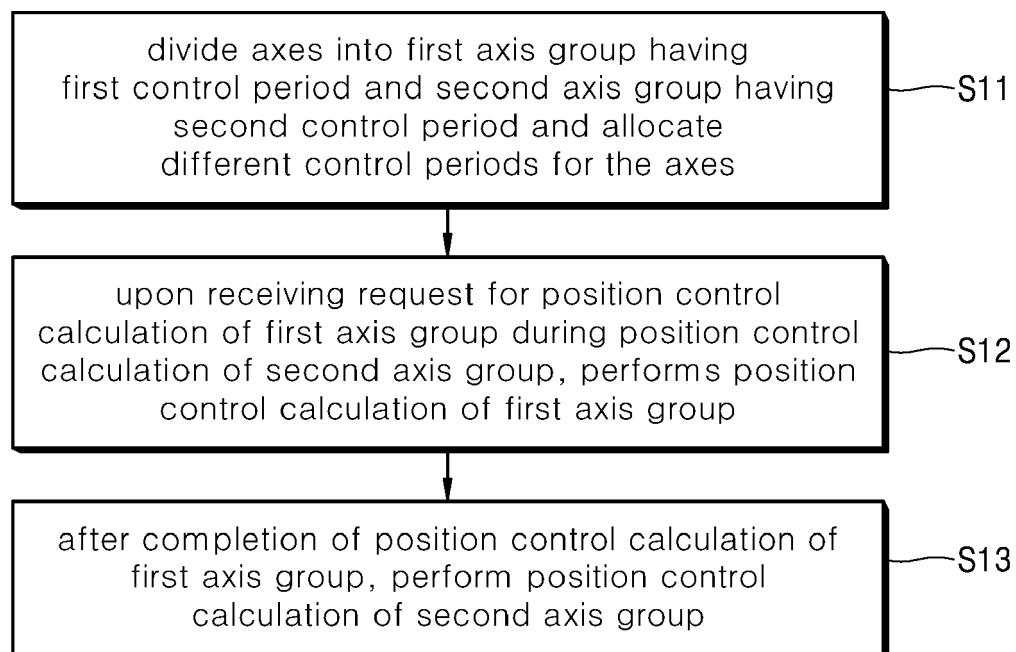 divide axes into first axis group having
first control period and second axis group having
second control period and allocate
different control periods for the axes
S11
upon receiving request for position control
calculation of first axis group during position control
calculation of second axis group, performs position
control calculation of first axis group
S12
after completion of position control calculation of
first axis group, perform position control
calculation of second axis group
S13